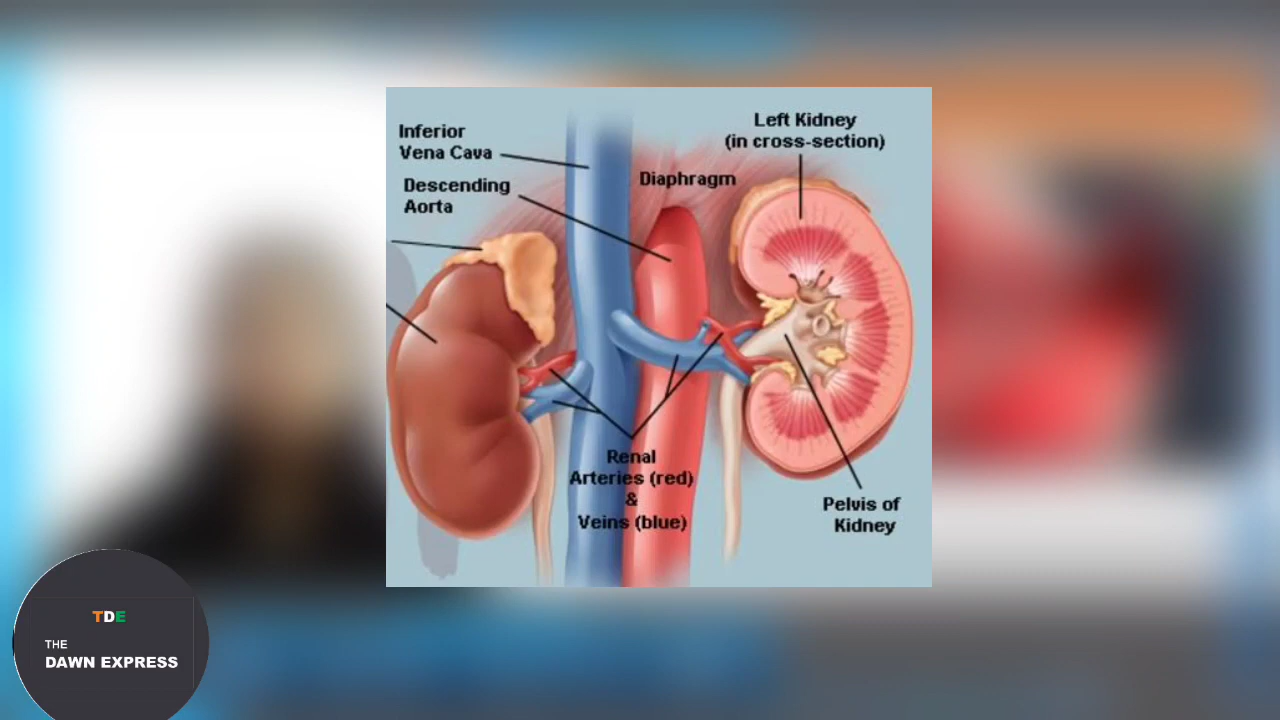 Inferior
Vena Cava
Descending
Aorta
Diaphragm
Left Kidney
(in cross-section)
Renal
Arteries (red)
&
Veins (blue)
Pelvis of
Kidney
TDE
THE
DAWN EXPRESS